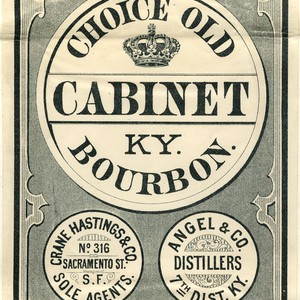 CHOICE OLD
CABINET
KY.
BOURBON.
CRANE HASTINGS & CO.
Nº 316
SACRAMENTO ST.
S.F.
SOLE AGENTS.
ANGEL & CO.
DISTILLERS
7TH DIST. KY.